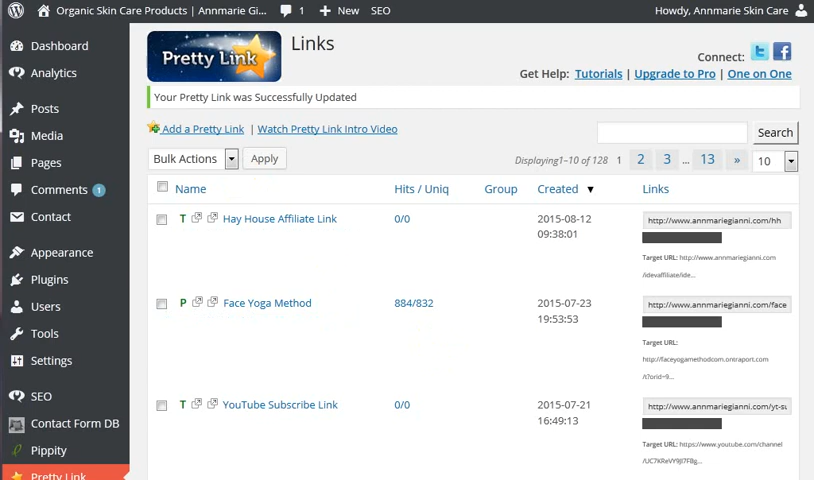 Organic Skin Care Products | Annmarie Gi... 1 + New SEO Howdy, Annmarie Skin Care
Dashboard
Analytics
Posts
Media
Pages
Comments 1
Contact
Appearance
Plugins
Users
Tools
Settings
SEO
Contact Form DB
Pippity
Pretty Link
Pretty Link
Links
Connect:
Get Help: Tutorials | Upgrade to Pro | One on One
Your Pretty Link was Successfully Updated
Add a Pretty Link | Watch Pretty Link Intro Video
Search
Bulk Actions Apply Displaying1–10 of 128 1 2 3 ... 13 » 10
Name Hits / Uniq Group Created ▼ Links
T Hay House Affiliate Link 0/0 2015-08-12 http://www.annmariegianni.com/hh
09:38:01
Target URL: http://www.annmariegianni.com
/idevaffiliate/ide...
P Face Yoga Method 884/832 2015-07-23 http://www.annmariegianni.com/face
19:53:53
Target URL:
http://faceyogamethodcom.ontraport.com
/t?orid=9...
T YouTube Subscribe Link 0/0 2015-07-21 http://www.annmariegianni.com/yt-su
16:49:13
Target URL: https://www.youtube.com/channel